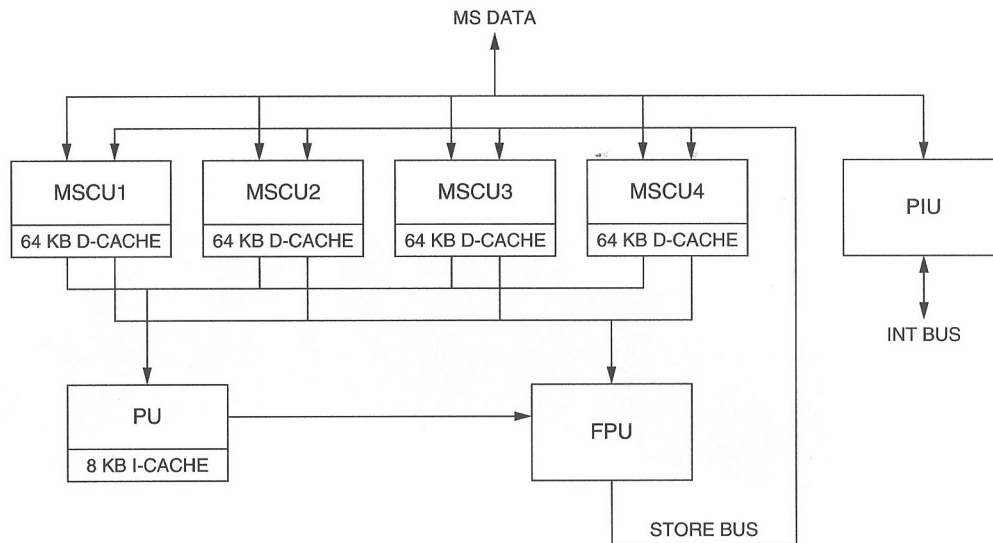 MS DATA
MSCU1
64 KB D-CACHE
MSCU2
64 KB D-CACHE
MSCU3
64 KB D-CACHE
MSCU4
64 KB D-CACHE
PIU
INT BUS
PU
8 KB I-CACHE
FPU
STORE BUS